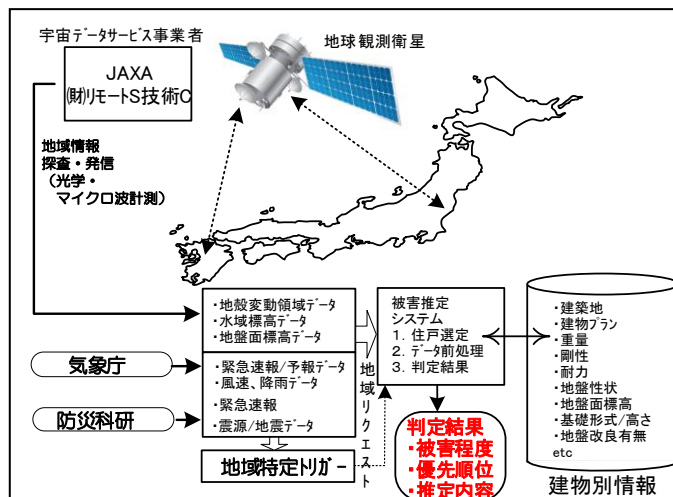 宇宙データサービス事業者
地球観測衛星
JAXA
(財)リモートS技術C
地域情報
探査・発信
(光学・
マイクロ波計測)
・地殻変動領域データ
・水域標高データ
・地盤面標高データ
気象庁
・緊急速報/予報データ
・風速、降雨データ
防災科研
・緊急速報
・震源/地震データ
地域特定トリガー
地域リクエスト
被害推定
システム
1. 住戸選定
2. データ前処理
3. 判定結果
判定結果
・被害程度
・優先順位
・推定内容
・建築地
・建物プラン
・重量
・剛性
・耐力
・地盤性状
・地盤面標高
・基礎形式/高さ
・地盤改良有無
etc
建物別情報